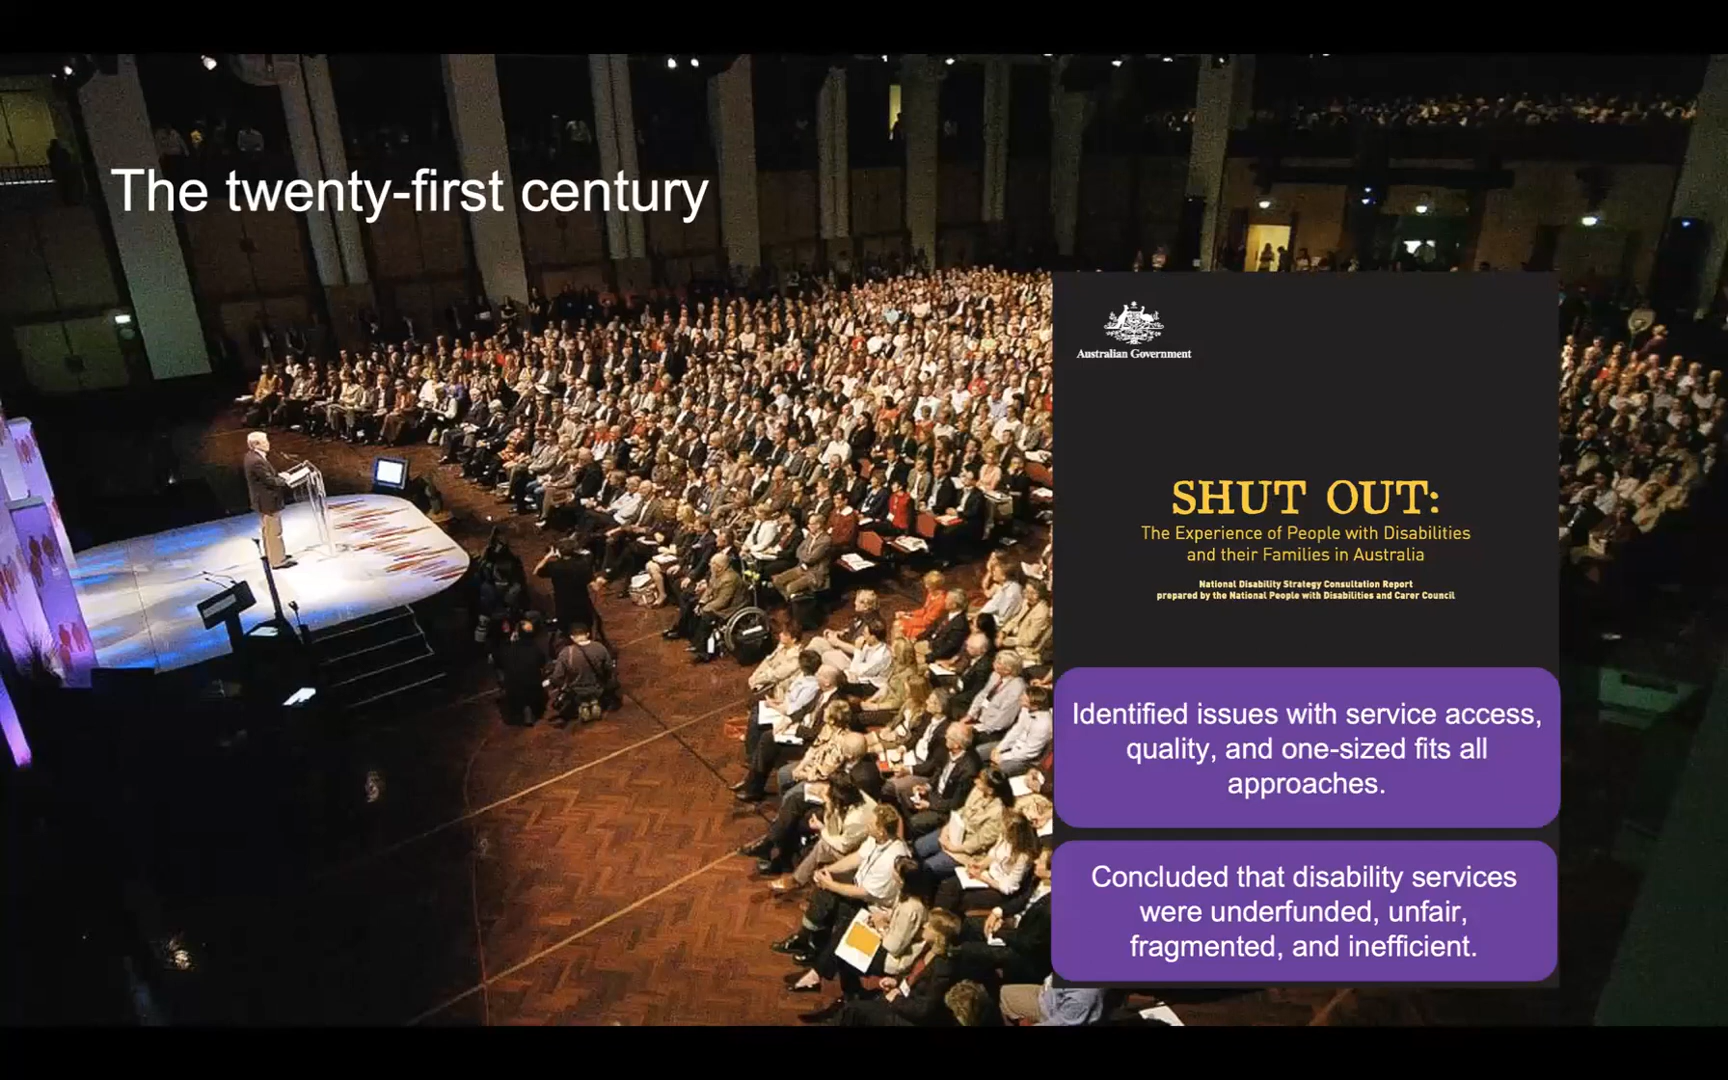 The twenty-first century
Australian Government
SHUT OUT:
The Experience of People with Disabilities
and their Families in Australia
National Disability Strategy Consultation Report
prepared by the National People with Disabilities and Carer Council
Identified issues with service access,
quality, and one-sized fits all
approaches.
Concluded that disability services
were underfunded, unfair,
fragmented, and inefficient.